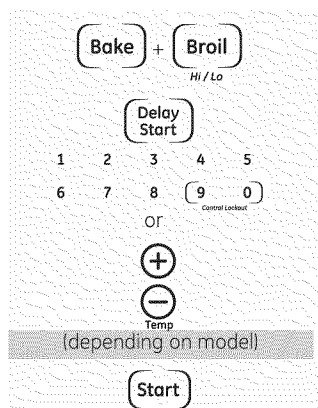 Bake + Broil
Hi / Lo
Delay
Start
1 2 3 4 5
6 7 8 9 0
Control Lockout
or
+
−
Temp
(depending on model)
Start